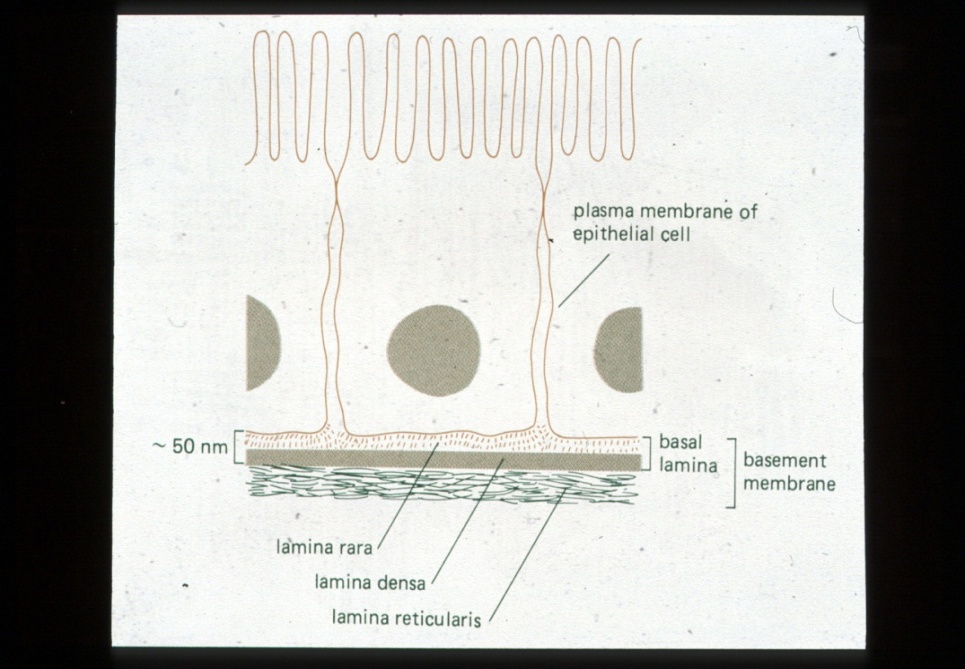 plasma membrane of
epithelial cell
~ 50 nm
basal
lamina
basement
membrane
lamina rara
lamina densa
lamina reticularis